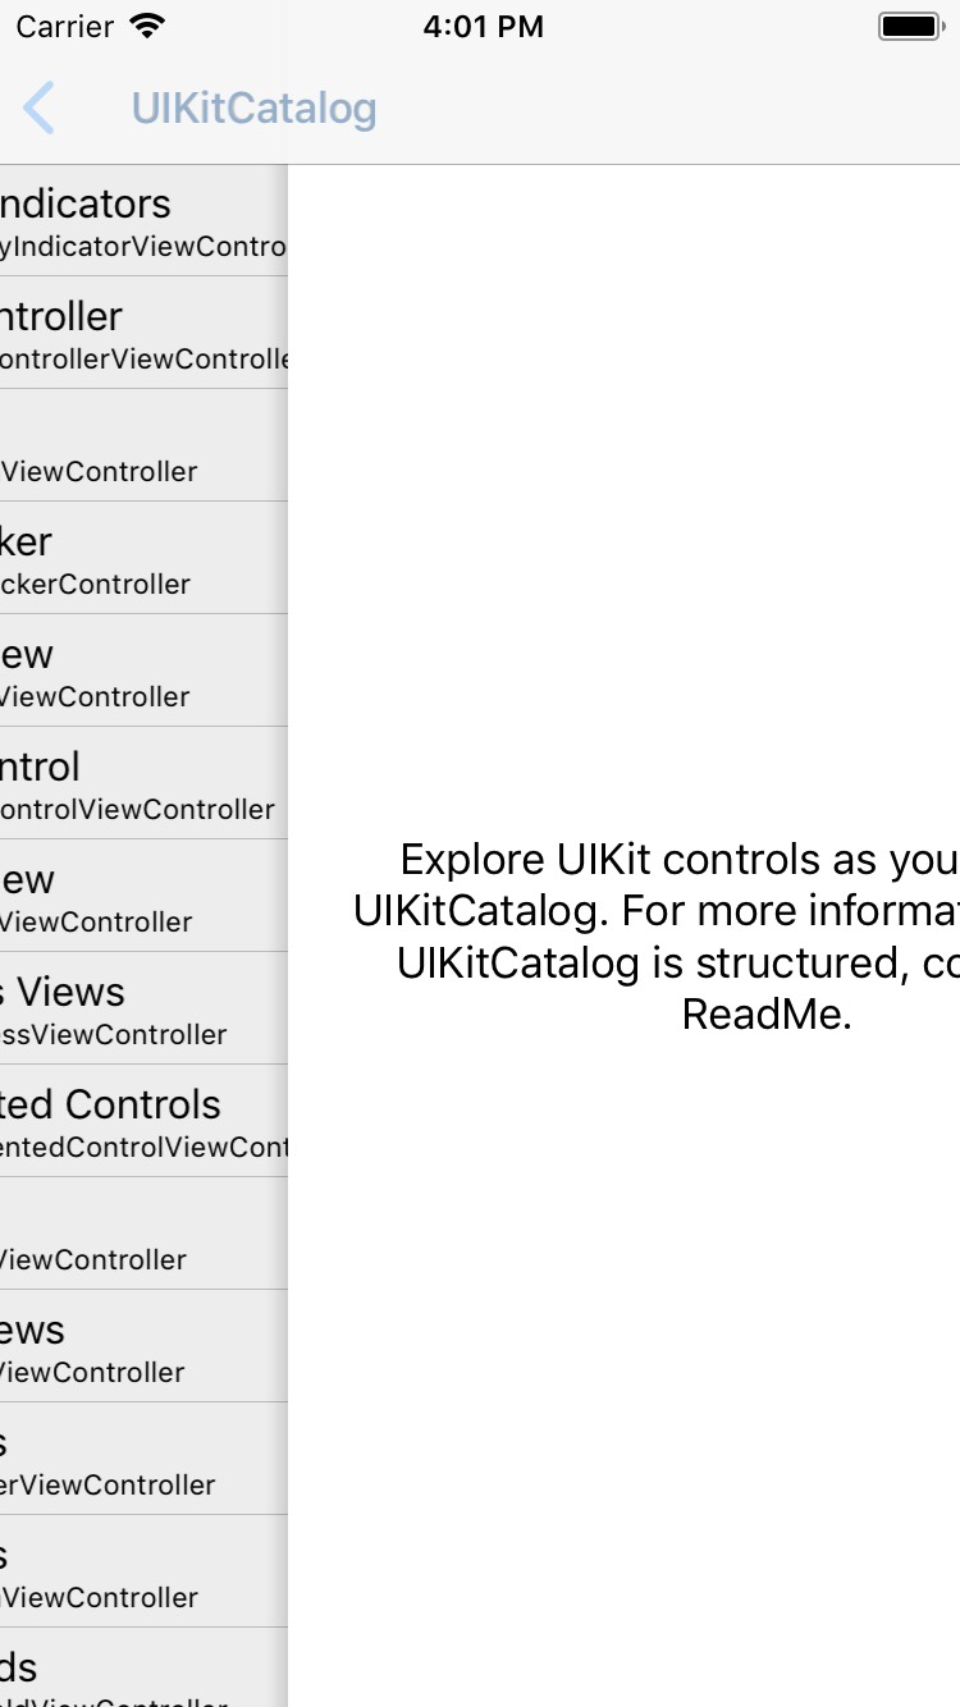 Carrier 4:01 PM
UIKitCatalog
ndicators
yIndicatorViewContro
ntroller
ontrollerViewControlle
ViewController
ker
ckerController
ew
ViewController
ntrol
ontrolViewController
ew
ViewController
s Views
ssViewController
ted Controls
entedControlViewCont
ViewController
ews
ViewController
s
erViewController
s
ViewController
ds
ldViewController
Explore UIKit controls as you
UIKitCatalog. For more informat
UIKitCatalog is structured, co
ReadMe.